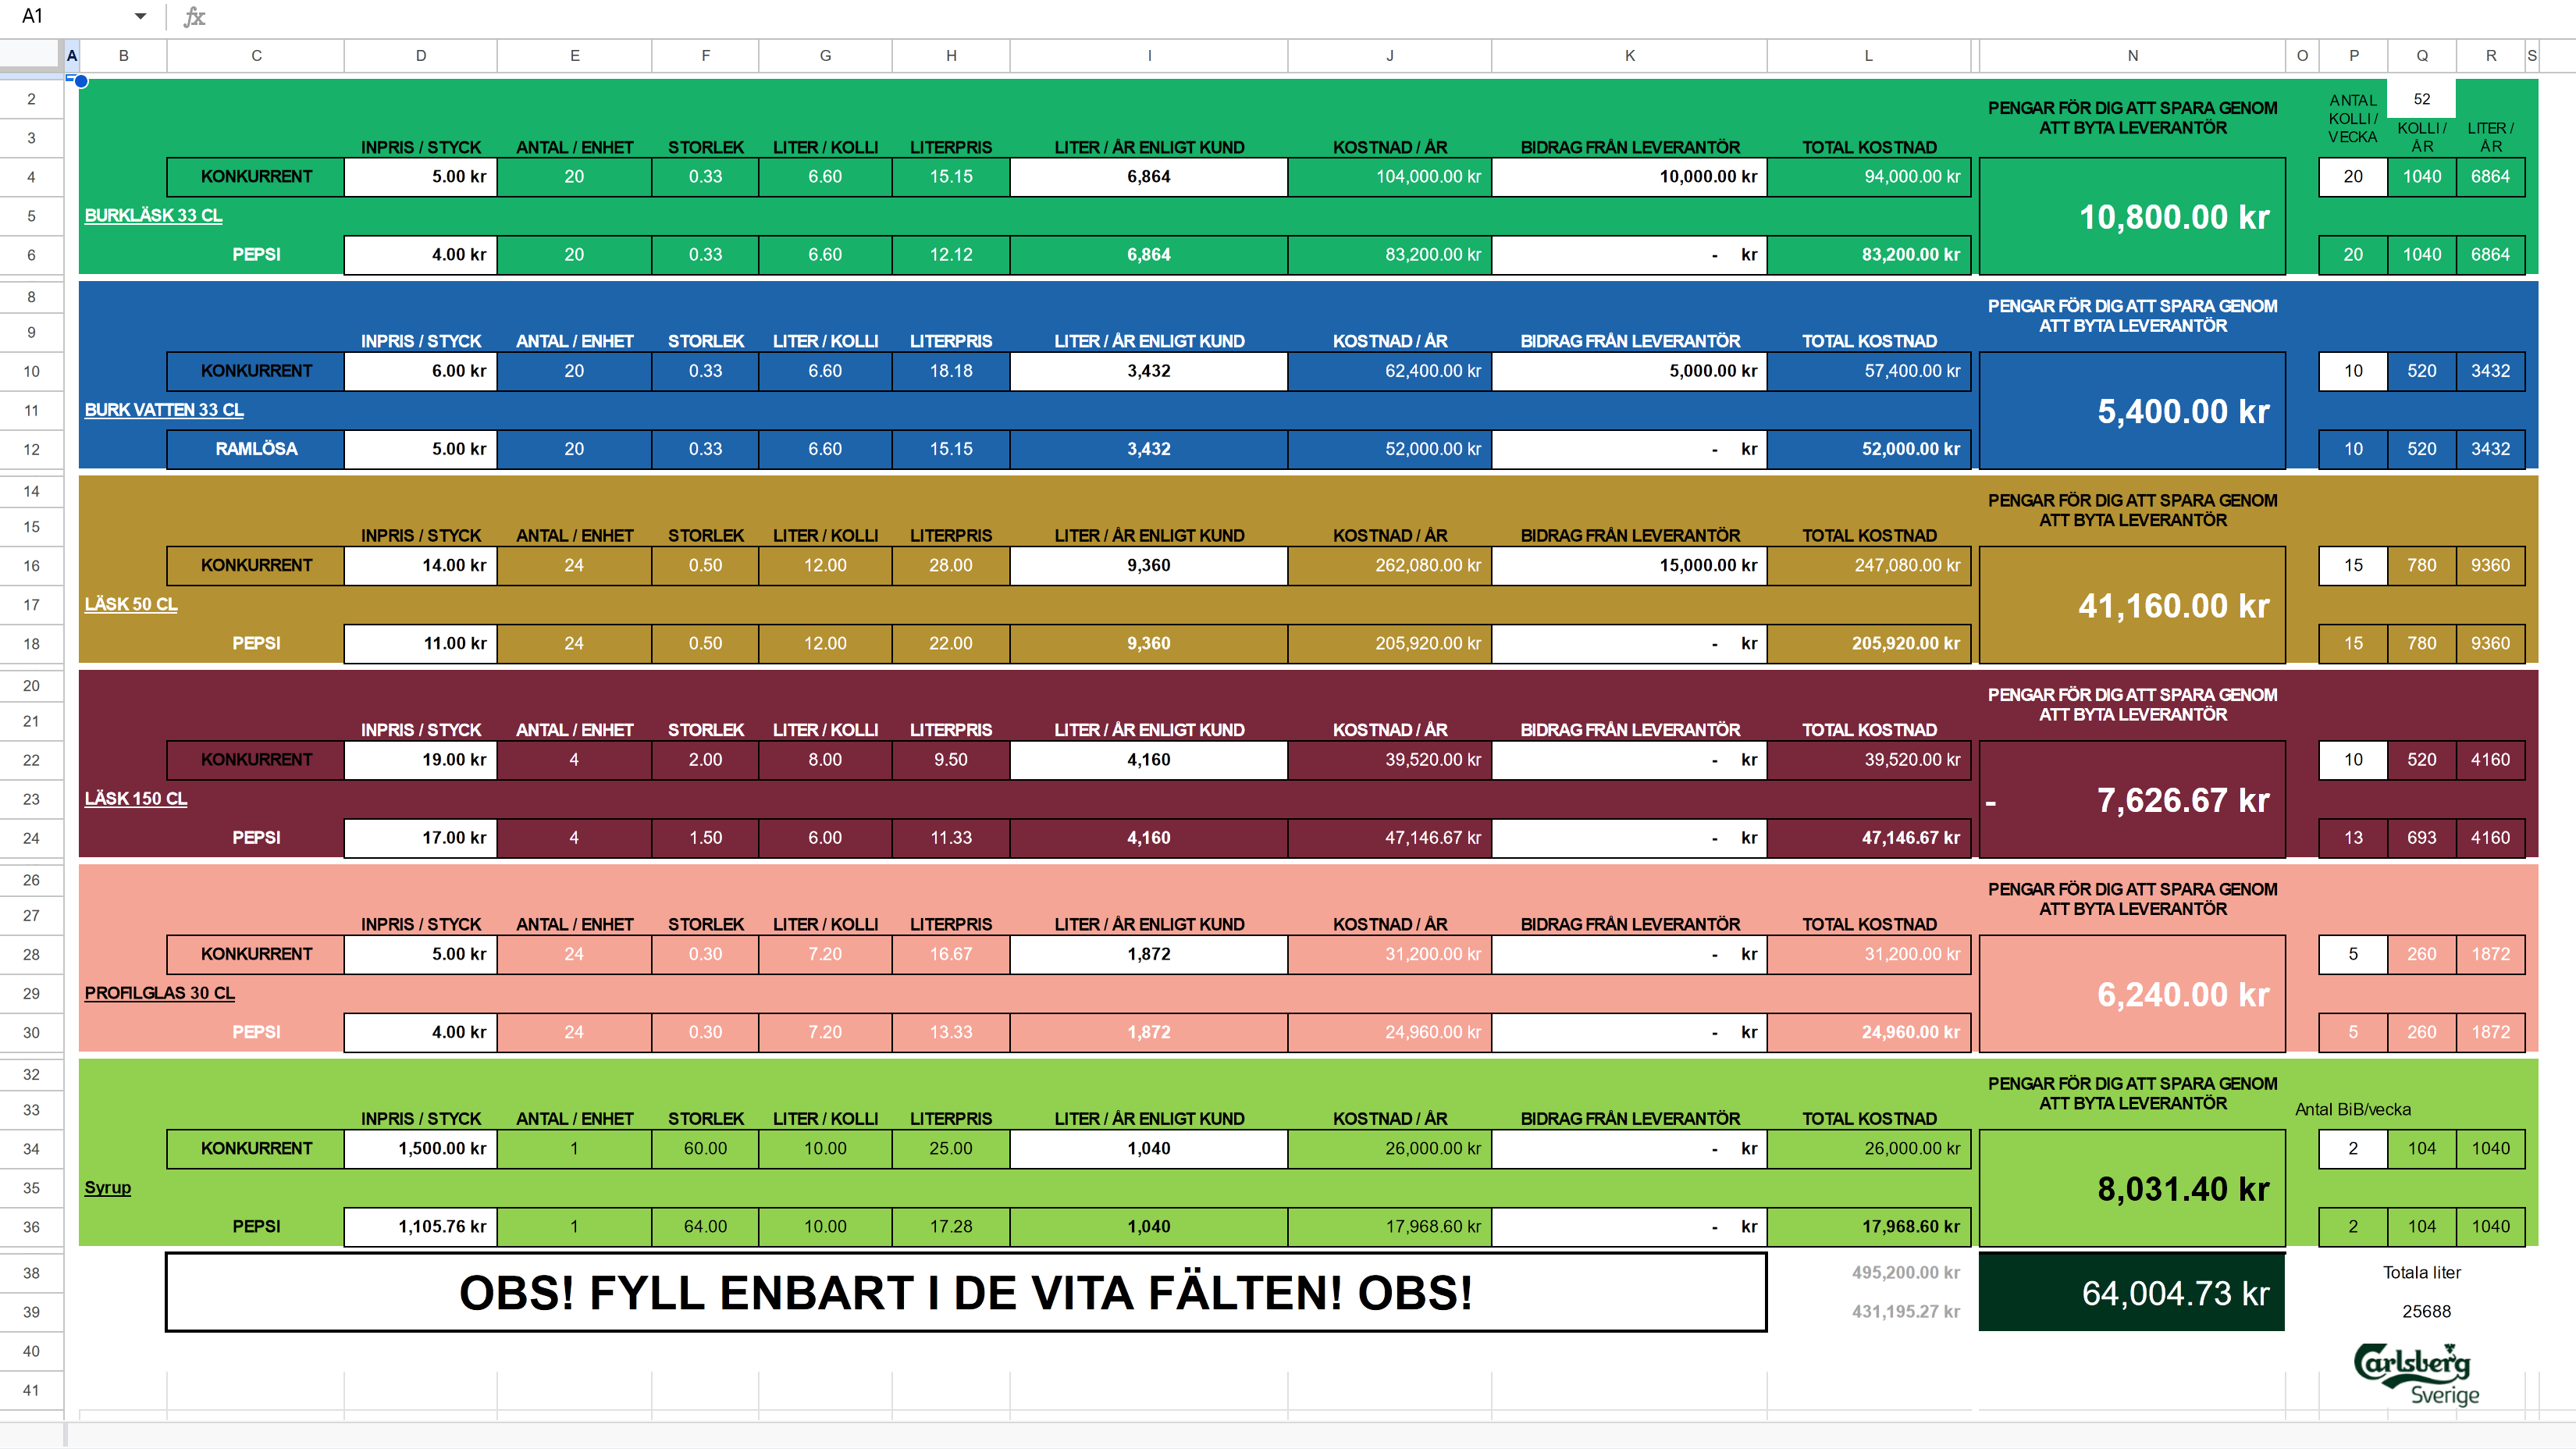 A1 fx
A B C D E F G H I J K L N O P Q R S
2 PENGAR FÖR DIG ATT SPARA GENOM ATT BYTA LEVERANTÖR ANTAL KOLLI / VECKA 52
3 INPRIS / STYCK ANTAL / ENHET STORLEK LITER / KOLLI LITERPRIS LITER / ÅR ENLIGT KUND KOSTNAD / ÅR BIDRAG FRÅN LEVERANTÖR TOTAL KOSTNAD KOLLI / ÅR LITER / ÅR
4 KONKURRENT 5.00 kr 20 0.33 6.60 15.15 6,864 104,000.00 kr 10,000.00 kr 94,000.00 kr 20 1040 6864
5 BURKLÄSK 33 CL 10,800.00 kr
6 PEPSI 4.00 kr 20 0.33 6.60 12.12 6,864 83,200.00 kr - kr 83,200.00 kr 20 1040 6864
8 PENGAR FÖR DIG ATT SPARA GENOM ATT BYTA LEVERANTÖR
9 INPRIS / STYCK ANTAL / ENHET STORLEK LITER / KOLLI LITERPRIS LITER / ÅR ENLIGT KUND KOSTNAD / ÅR BIDRAG FRÅN LEVERANTÖR TOTAL KOSTNAD
10 KONKURRENT 6.00 kr 20 0.33 6.60 18.18 3,432 62,400.00 kr 5,000.00 kr 57,400.00 kr 10 520 3432
11 BURK VATTEN 33 CL 5,400.00 kr
12 RAMLÖSA 5.00 kr 20 0.33 6.60 15.15 3,432 52,000.00 kr - kr 52,000.00 kr 10 520 3432
14 PENGAR FÖR DIG ATT SPARA GENOM ATT BYTA LEVERANTÖR
15 INPRIS / STYCK ANTAL / ENHET STORLEK LITER / KOLLI LITERPRIS LITER / ÅR ENLIGT KUND KOSTNAD / ÅR BIDRAG FRÅN LEVERANTÖR TOTAL KOSTNAD
16 KONKURRENT 14.00 kr 24 0.50 12.00 28.00 9,360 262,080.00 kr 15,000.00 kr 247,080.00 kr 15 780 9360
17 LÄSK 50 CL 41,160.00 kr
18 PEPSI 11.00 kr 24 0.50 12.00 22.00 9,360 205,920.00 kr - kr 205,920.00 kr 15 780 9360
20 PENGAR FÖR DIG ATT SPARA GENOM ATT BYTA LEVERANTÖR
21 INPRIS / STYCK ANTAL / ENHET STORLEK LITER / KOLLI LITERPRIS LITER / ÅR ENLIGT KUND KOSTNAD / ÅR BIDRAG FRÅN LEVERANTÖR TOTAL KOSTNAD
22 KONKURRENT 19.00 kr 4 2.00 8.00 9.50 4,160 39,520.00 kr - kr 39,520.00 kr 10 520 4160
23 LÄSK 150 CL - 7,626.67 kr
24 PEPSI 17.00 kr 4 1.50 6.00 11.33 4,160 47,146.67 kr - kr 47,146.67 kr 13 693 4160
26 PENGAR FÖR DIG ATT SPARA GENOM ATT BYTA LEVERANTÖR
27 INPRIS / STYCK ANTAL / ENHET STORLEK LITER / KOLLI LITERPRIS LITER / ÅR ENLIGT KUND KOSTNAD / ÅR BIDRAG FRÅN LEVERANTÖR TOTAL KOSTNAD
28 KONKURRENT 5.00 kr 24 0.30 7.20 16.67 1,872 31,200.00 kr - kr 31,200.00 kr 5 260 1872
29 PROFILGLAS 30 CL 6,240.00 kr
30 PEPSI 4.00 kr 24 0.30 7.20 13.33 1,872 24,960.00 kr - kr 24,960.00 kr 5 260 1872
32 PENGAR FÖR DIG ATT SPARA GENOM ATT BYTA LEVERANTÖR
33 INPRIS / STYCK ANTAL / ENHET STORLEK LITER / KOLLI LITERPRIS LITER / ÅR ENLIGT KUND KOSTNAD / ÅR BIDRAG FRÅN LEVERANTÖR TOTAL KOSTNAD Antal BiB/vecka
34 KONKURRENT 1,500.00 kr 1 60.00 10.00 25.00 1,040 26,000.00 kr - kr 26,000.00 kr 2 104 1040
35 Syrup 8,031.40 kr
36 PEPSI 1,105.76 kr 1 64.00 10.00 17.28 1,040 17,968.60 kr - kr 17,968.60 kr 2 104 1040
38 OBS! FYLL ENBART I DE VITA FÄLTEN! OBS! 495,200.00 kr 64,004.73 kr Totala liter
39 431,195.27 kr 25688
40
41 Carlsberg
Sverige